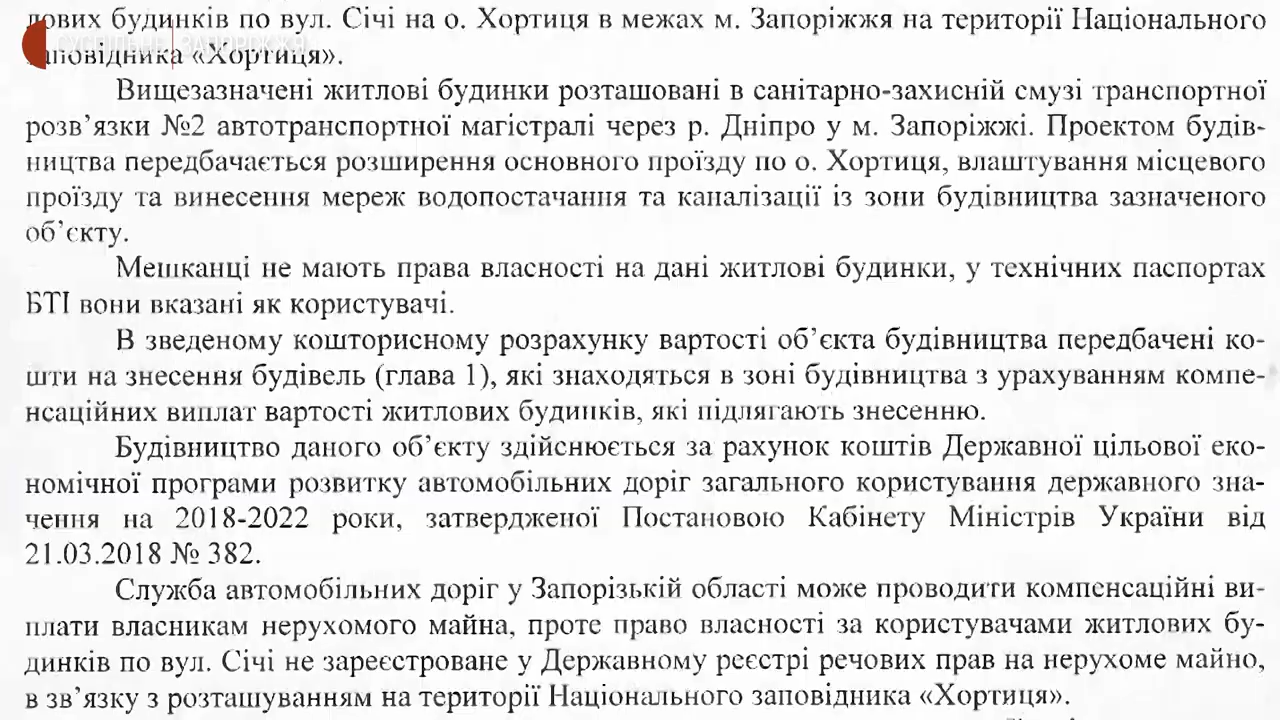 лових будинків по вул. Січі на о. Хортиця в межах м. Запоріжжя на території Національного
заповідника «Хортиця».
СУСПІЛЬНЕ ЗАПОРІЖЖЯ
Вищезазначені житлові будинки розташовані в санітарно-захисній смузі транспортної
розв’язки №2 автотранспортної магістралі через р. Дніпро у м. Запоріжжі. Проектом будів-
ництва передбачається розширення основного проїзду по о. Хортиця, влаштування місцевого
проїзду та винесення мереж водопостачання та каналізації із зони будівництва зазначеного
об’єкту.
Мешканці не мають права власності на дані житлові будинки, у технічних паспортах
БТІ вони вказані як користувачі.
В зведеному кошторисному розрахунку вартості об’єкта будівництва передбачені ко-
шти на знесення будівель (глава 1), які знаходяться в зоні будівництва з урахуванням компе-
нсаційних виплат вартості житлових будинків, які підлягають знесенню.
Будівництво даного об’єкту здійснюється за рахунок коштів Державної цільової еко-
номічної програми розвитку автомобільних доріг загального користування державного зна-
чення на 2018-2022 роки, затвердженої Постановою Кабінету Міністрів України від
21.03.2018 № 382.
Служба автомобільних доріг у Запорізькій області може проводити компенсаційні ви-
плати власникам нерухомого майна, проте право власності за користувачами житлових бу-
динків по вул. Січі не зареєстроване у Державному реєстрі речових прав на нерухоме майно,
в зв’язку з розташуванням на території Національного заповідника «Хортиця».